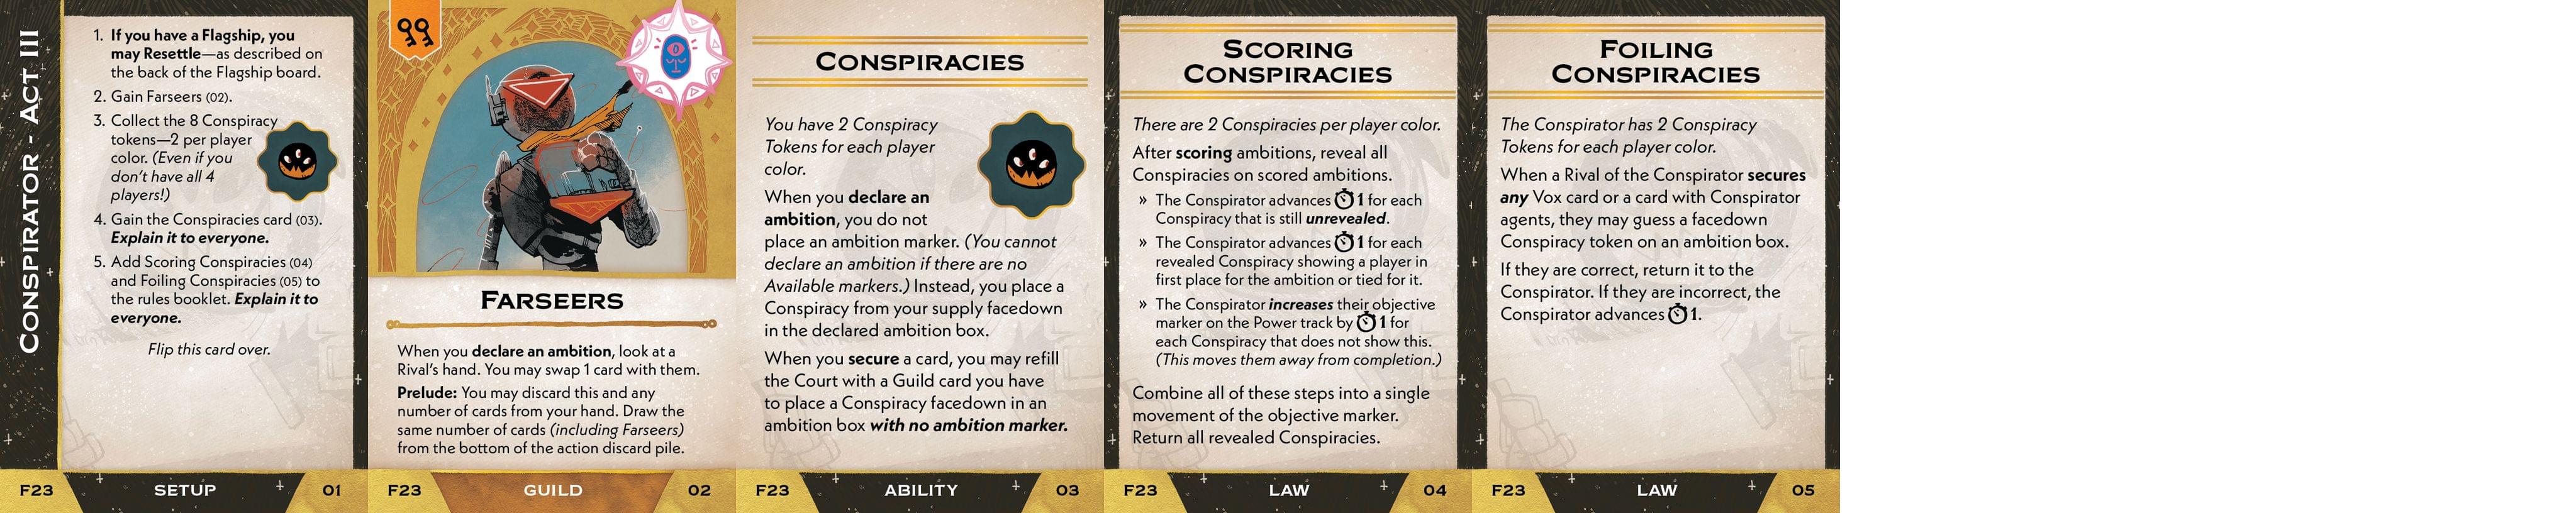 CONSPIRATOR - ACT III
1. If you have a Flagship, you
may Resettle—as described on
the back of the Flagship board.
2. Gain Farseers (02).
3. Collect the 8 Conspiracy
tokens—2 per player
color. (Even if you
don't have all 4
players!)
4. Gain the Conspiracies card (03).
Explain it to everyone.
5. Add Scoring Conspiracies (04)
and Foiling Conspiracies (05) to
the rules booklet. Explain it to
everyone.
Flip this card over.
F23 SETUP 01
FARSEERS
When you declare an ambition, look at a
Rival's hand. You may swap 1 card with them.
Prelude: You may discard this and any
number of cards from your hand. Draw the
same number of cards (including Farseers)
from the bottom of the action discard pile.
F23 GUILD 02
CONSPIRACIES
You have 2 Conspiracy
Tokens for each player
color.
When you declare an
ambition, you do not
place an ambition marker. (You cannot
declare an ambition if there are no
Available markers.) Instead, you place a
Conspiracy from your supply facedown
in the declared ambition box.
When you secure a card, you may refill
the Court with a Guild card you have
to place a Conspiracy facedown in an
ambition box with no ambition marker.
F23 ABILITY 03
SCORING
CONSPIRACIES
There are 2 Conspiracies per player color.
After scoring ambitions, reveal all
Conspiracies on scored ambitions.
» The Conspirator advances 1 for each
Conspiracy that is still unrevealed.
» The Conspirator advances 1 for each
revealed Conspiracy showing a player in
first place for the ambition or tied for it.
» The Conspirator increases their objective
marker on the Power track by 1 for
each Conspiracy that does not show this.
(This moves them away from completion.)
Combine all of these steps into a single
movement of the objective marker.
Return all revealed Conspiracies.
F23 LAW 04
FOILING
CONSPIRACIES
The Conspirator has 2 Conspiracy
Tokens for each player color.
When a Rival of the Conspirator secures
any Vox card or a card with Conspirator
agents, they may guess a facedown
Conspiracy token on an ambition box.
If they are correct, return it to the
Conspirator. If they are incorrect, the
Conspirator advances 1.
F23 LAW 05